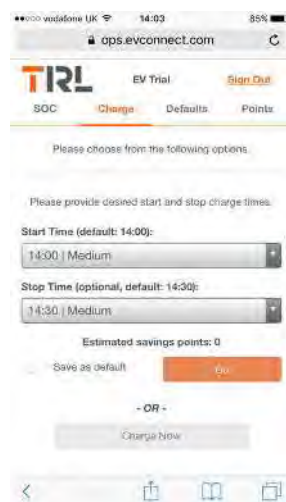 vodafone UK 14:03 85%
ops.evconnect.com
TRL EV Trial Sign Out
SOC Charge Defaults Points
Please choose from the following options.
Please provide desired start and stop charge times.
Start Time (default: 14:00):
14:00 | Medium
Stop Time (optional, default: 14:30):
14:30 | Medium
Estimated savings points: 0
Save as default
- OR -
Charge Now